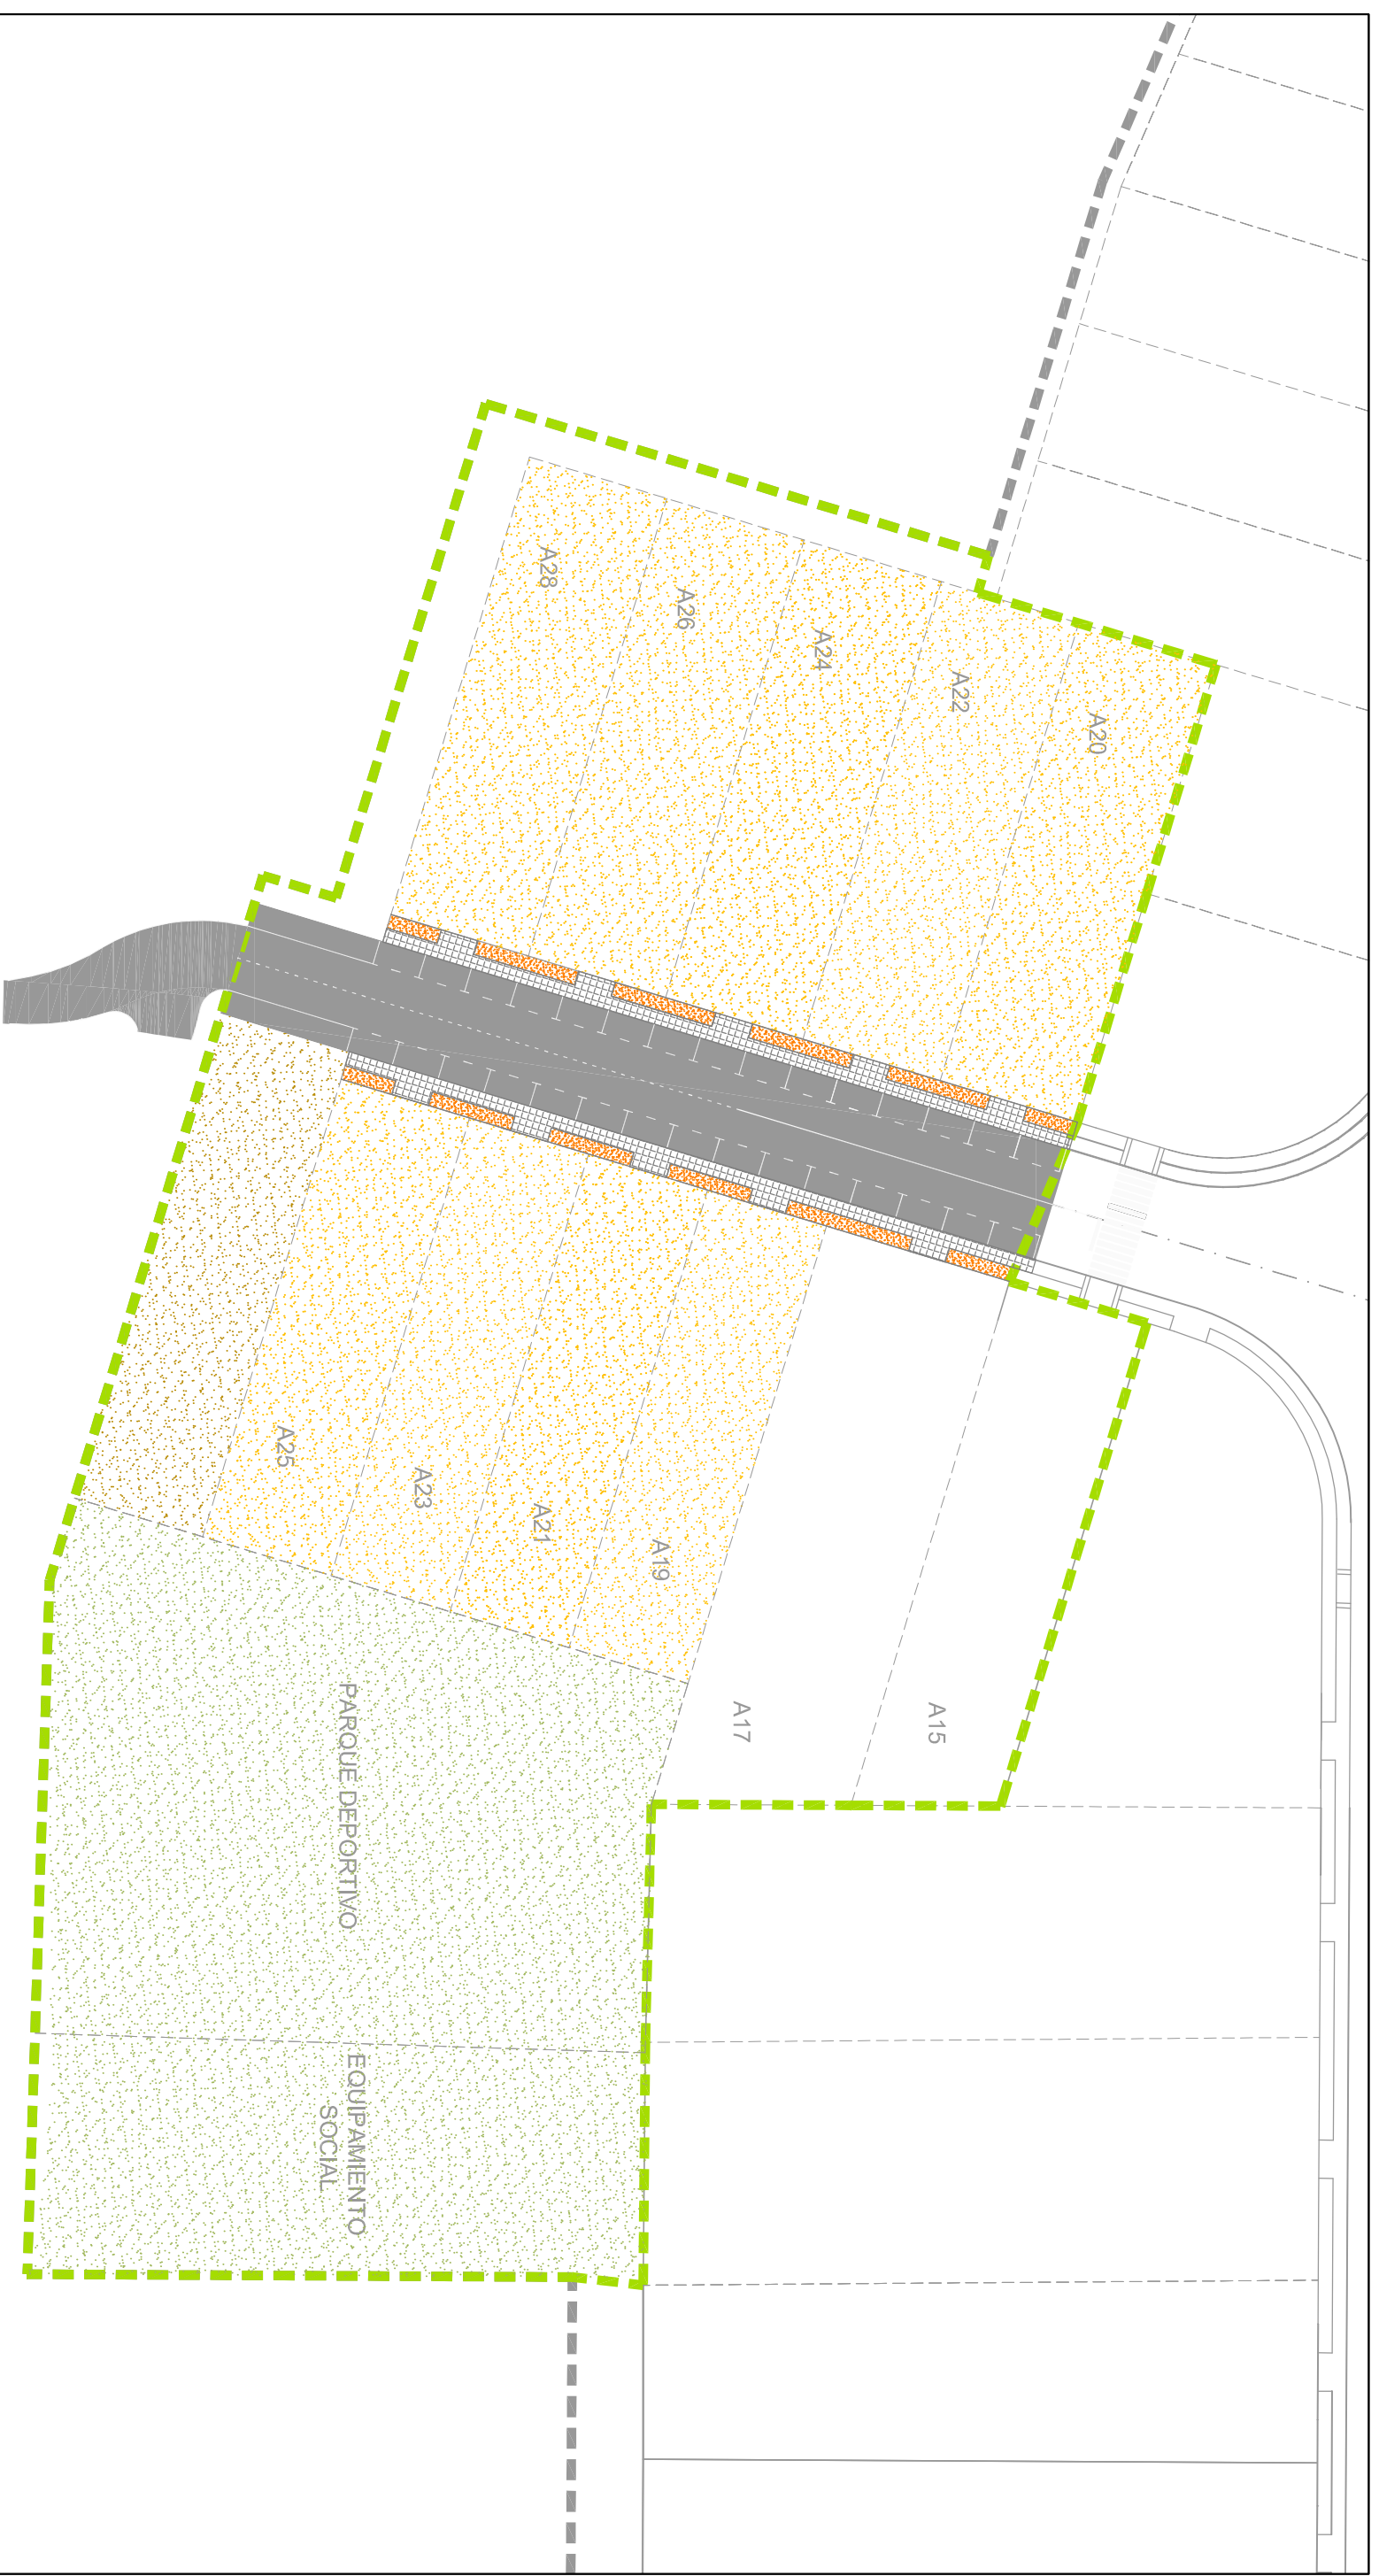 A28
A26
A24
A22
A20
A25
A23
A21
A19
A17
A15
PARQUE DEPORTIVO
EQUIPAMIENTO
SOCIAL